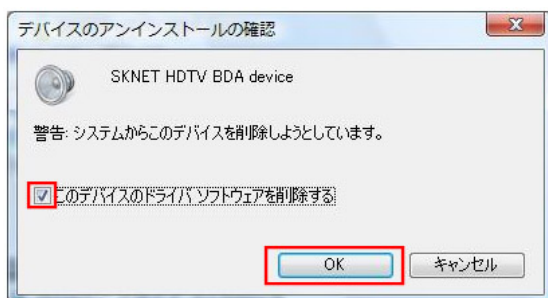 デバイスのアンインストールの確認
SKNET HDTV BDA device
警告: システムからこのデバイスを削除しようとしています。
このデバイスのドライバ ソフトウェアを削除する
OK
キャンセル